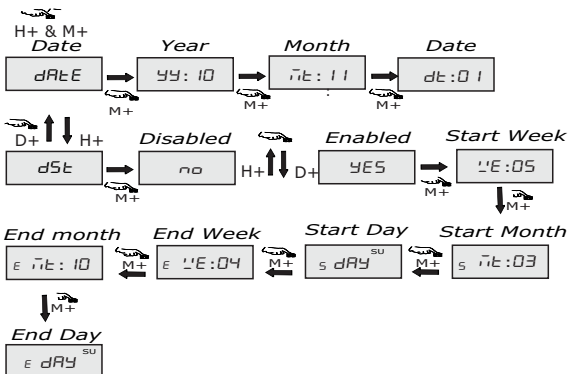 H+ & M+
Date Year Month Date
dAtE YY:10 mt:11 dt:01
M+ M+ M+
:
D+ H+ Disabled Enabled Start Week
dSt no H+ D+ YES WE:05
M+ M+ M+
End month End Week Start Day Start Month
E mt:10 M+ E WE:04 M+ S dAY SU M+ S mt:03
M+
End Day
E dAY SU